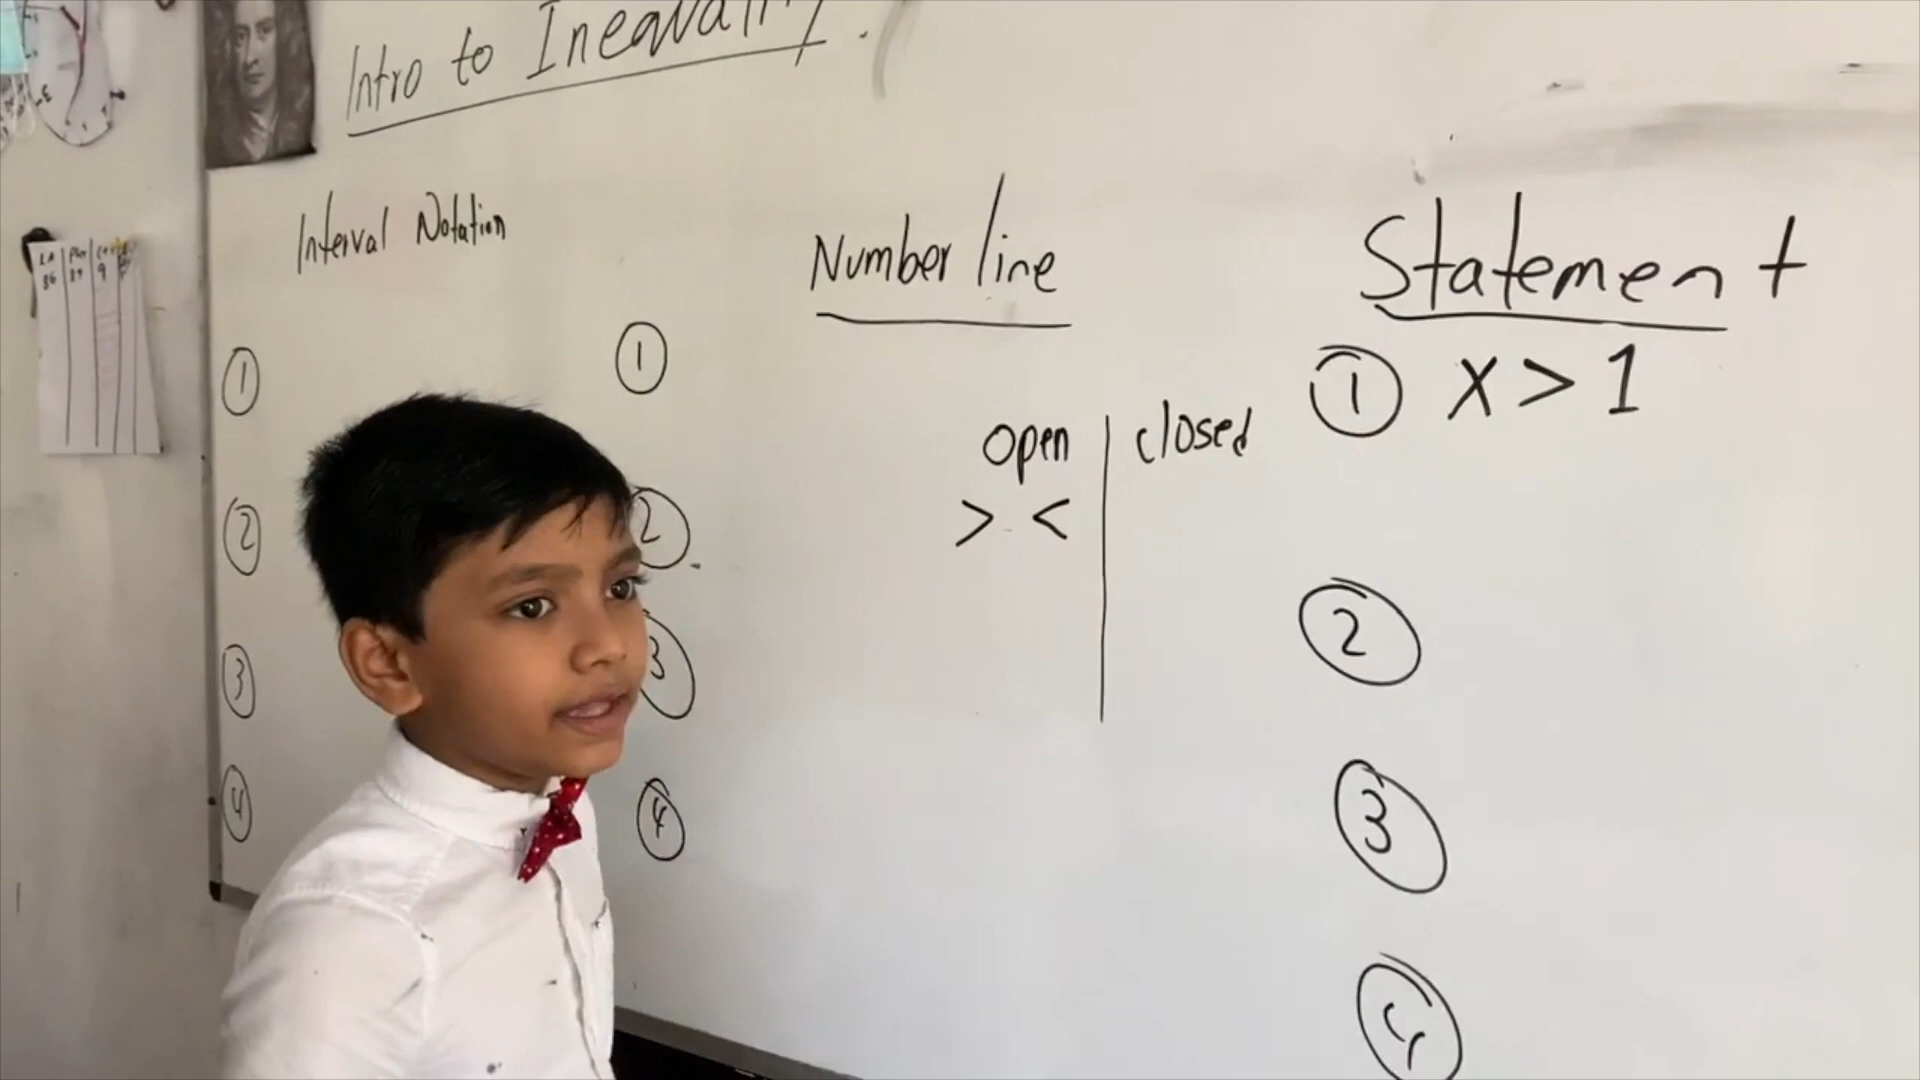 Intro to Inequality
Interval Notation
Number line
Statement
1
1
1 x > 1
open closed
> <
2
2
2
3
3
3
4
4
4